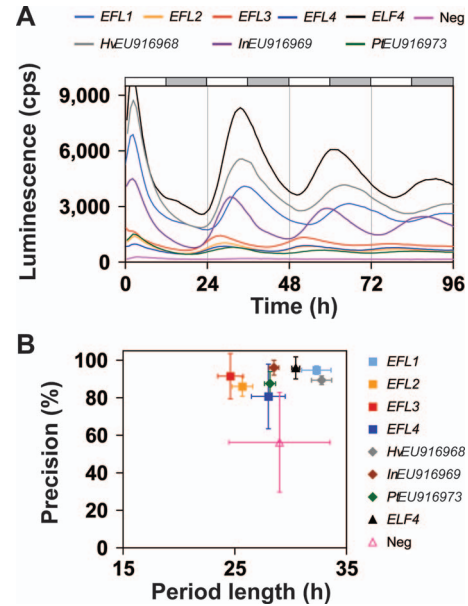 A
EFL1 EFL2 EFL3 EFL4 ELF4 Neg
HvEU916968 InEU916969 PtEU916973
Luminescence (cps)
9,000
6,000
3,000
0
0 24 48 72 96
Time (h)
B
Precision (%)
100
80
60
40
20
0
15 25 35
Period length (h)
EFL1
EFL2
EFL3
EFL4
HvEU916968
InEU916969
PtEU916973
ELF4
Neg